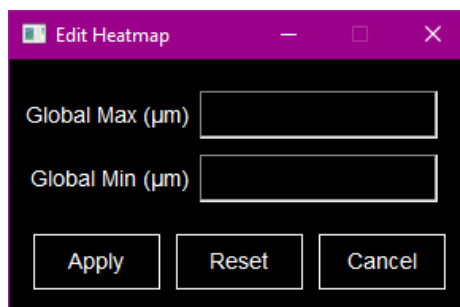 Edit Heatmap
Global Max (µm)
Global Min (µm)
Apply Reset Cancel